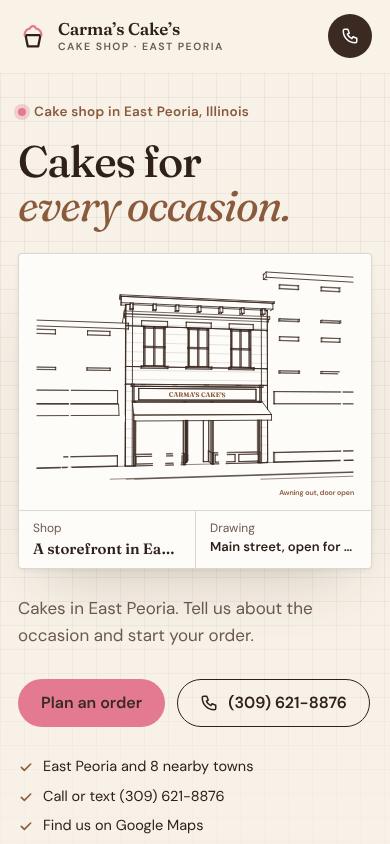 Carma's Cake's
CAKE SHOP · EAST PEORIA
Cake shop in East Peoria, Illinois
Cakes for
every occasion.
CARMA'S CAKE'S
Awning out, door open
Shop
A storefront in Ea...
Drawing
Main street, open for ...
Cakes in East Peoria. Tell us about the
occasion and start your order.
Plan an order
(309) 621-8876
East Peoria and 8 nearby towns
Call or text (309) 621-8876
Find us on Google Maps